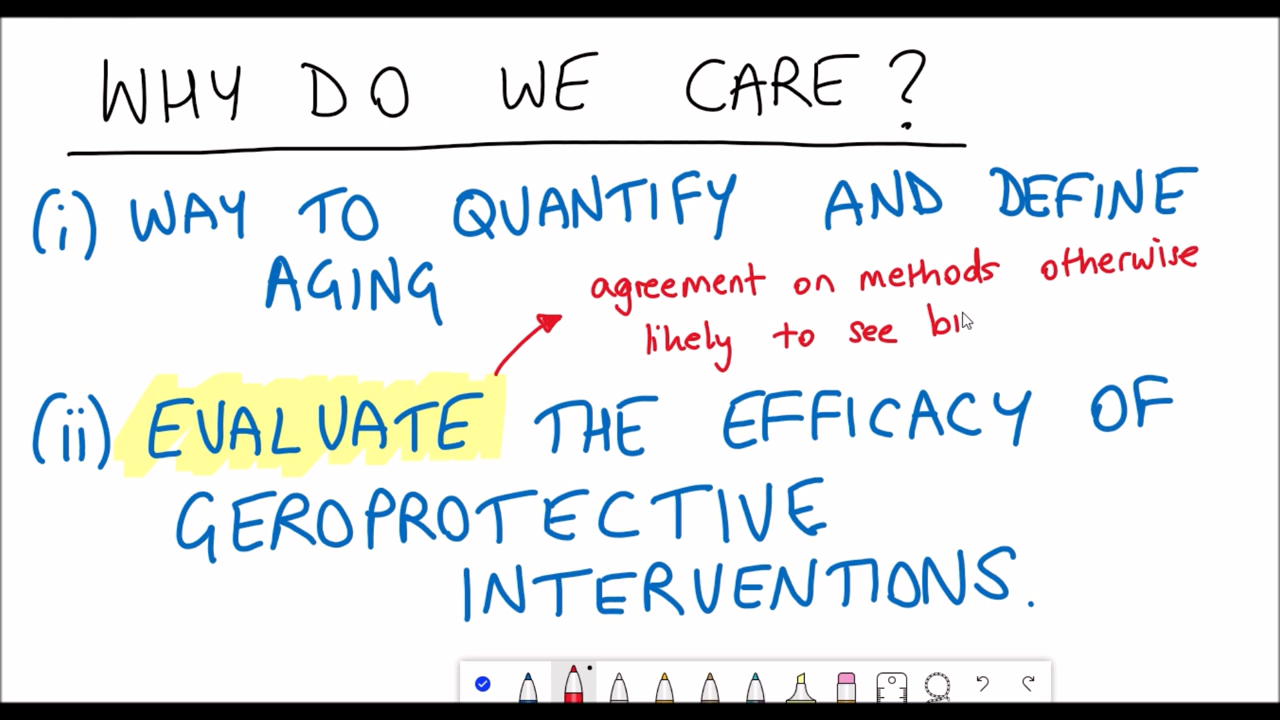 WHY DO WE CARE?
(i) WAY TO QUANTIFY AND DEFINE
AGING
agreement on methods otherwise
likely to see
(ii) EVALUATE THE EFFICACY OF
GEROPROTECTIVE
INTERVENTIONS.